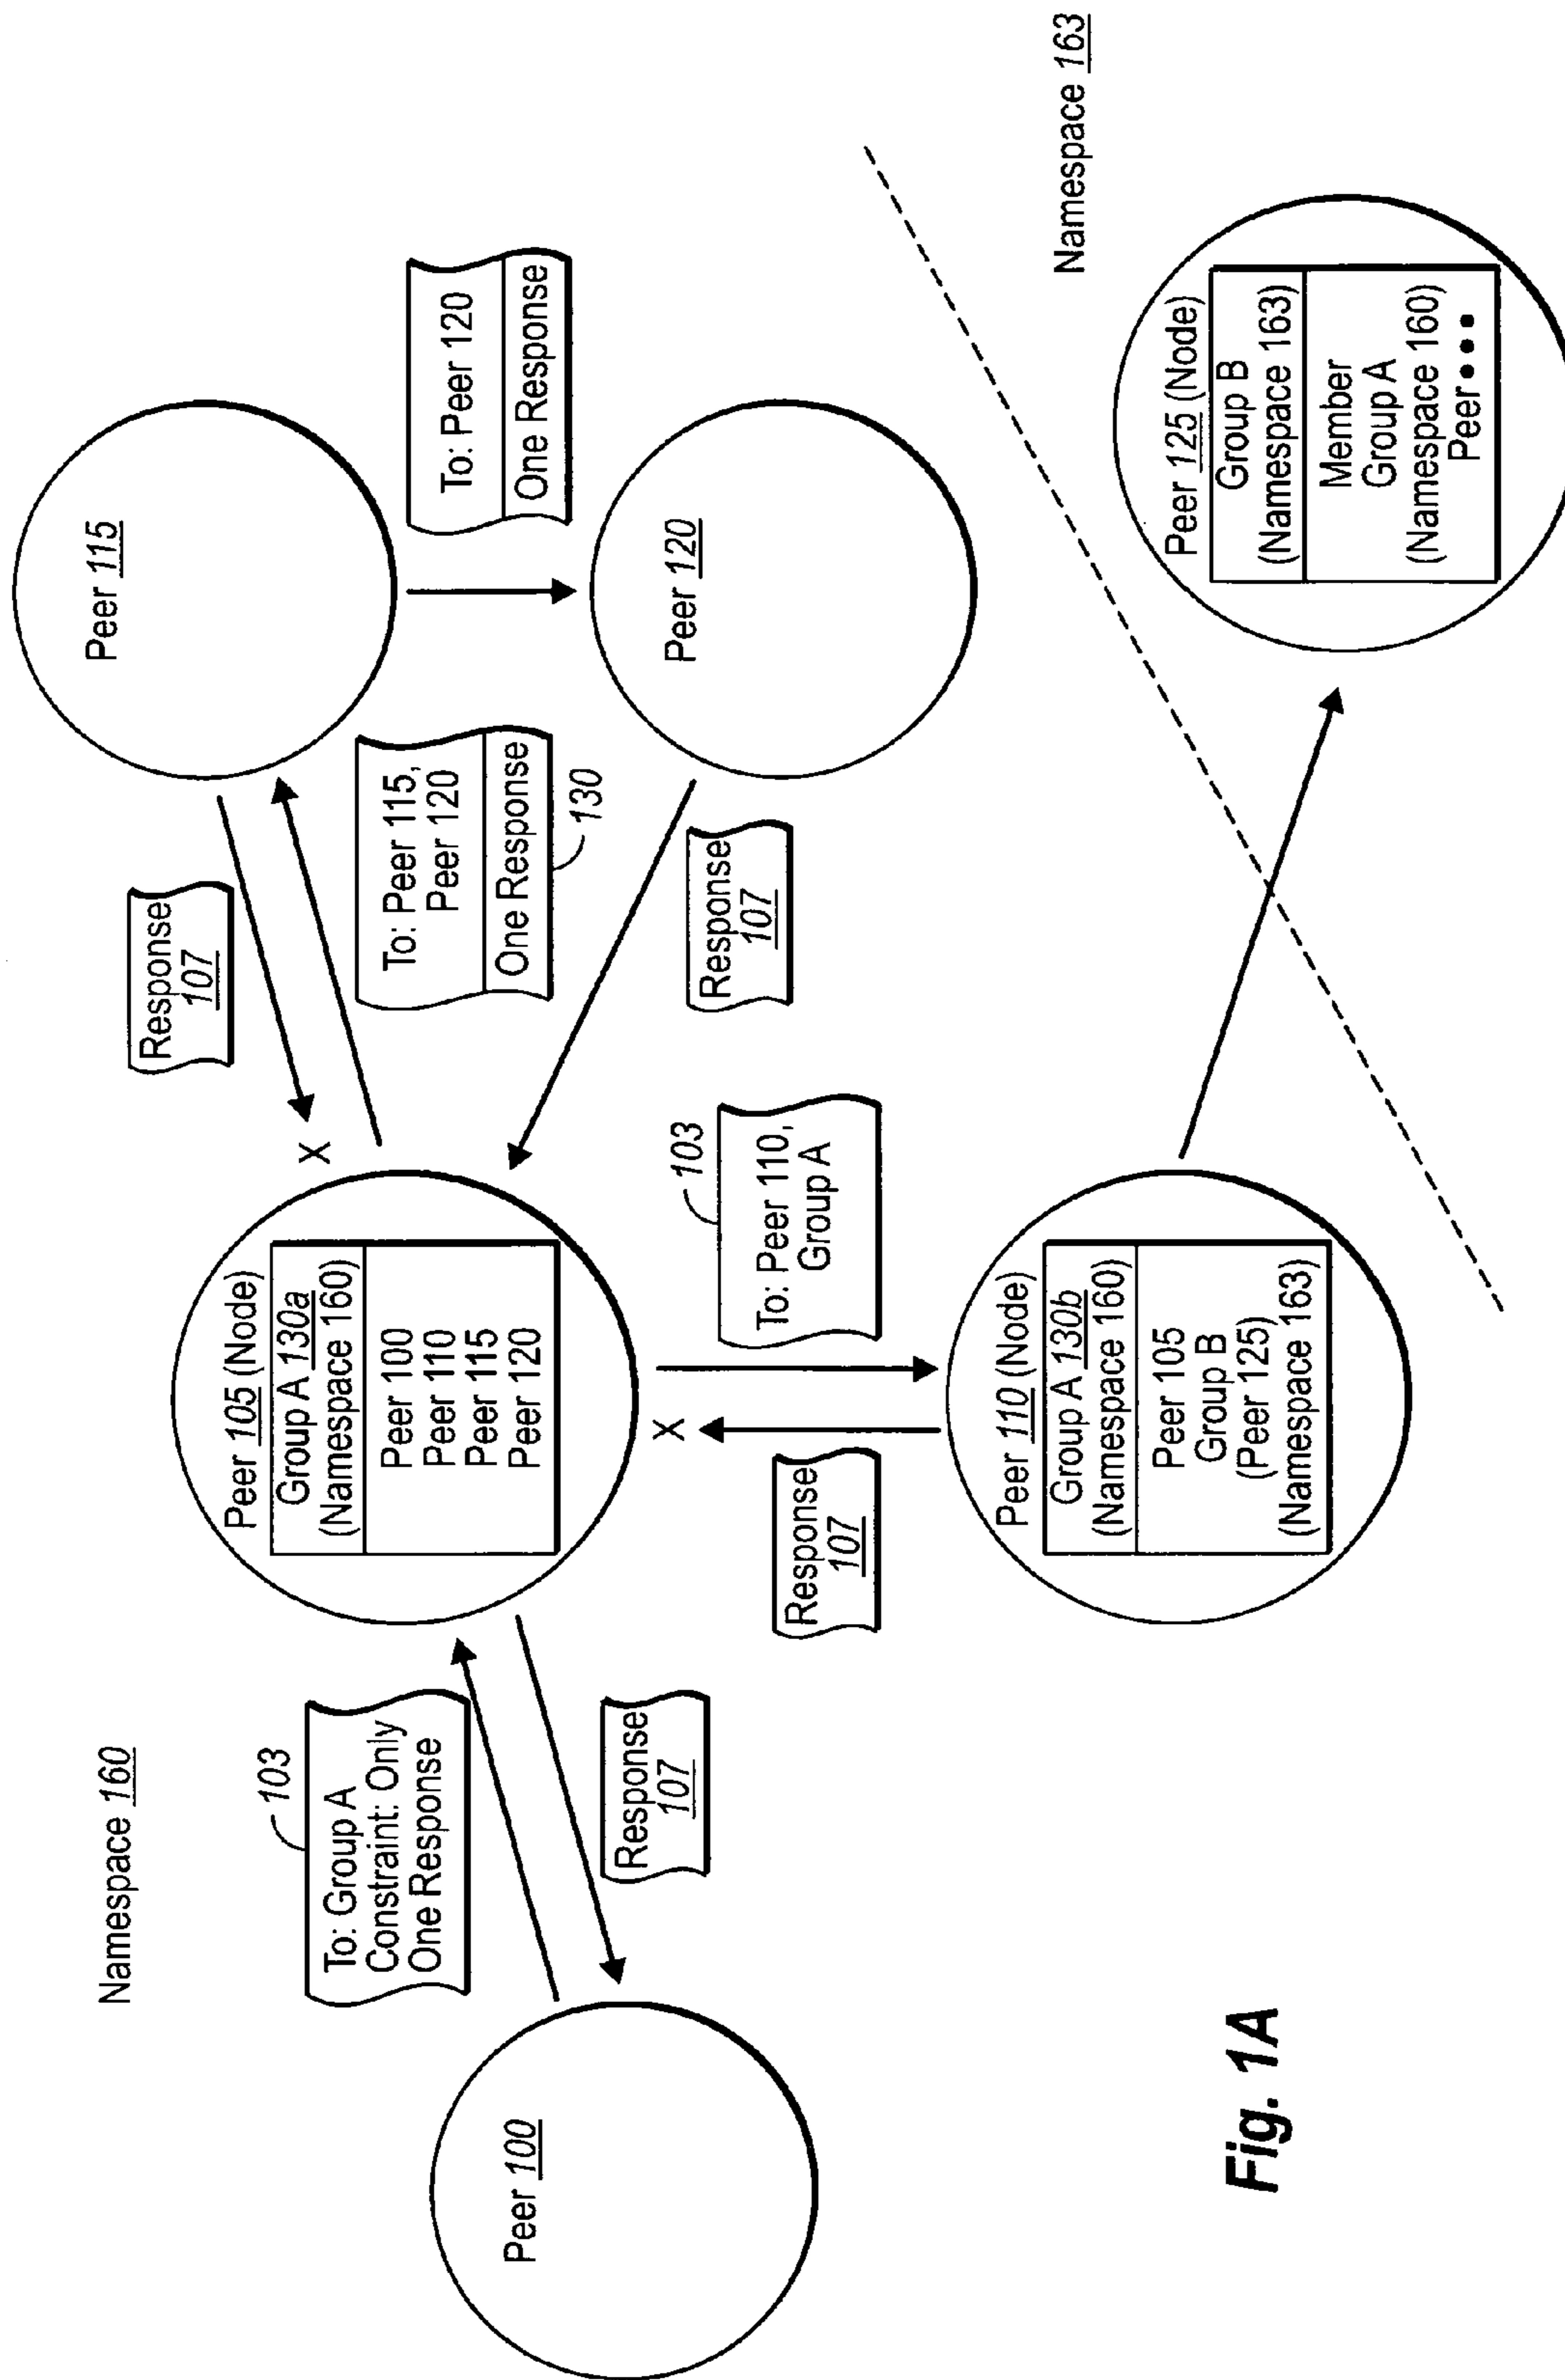 Namespace 160
103
To: Group A
Constraint: Only
One Response
Peer 100
Response
107
Peer 105 (Node)
Group A 130a
(Namespace 160)
Peer 100
Peer 110
Peer 115
Peer 120
X
Response
107
Peer 115
To: Peer 115,
Peer 120
One Response
130
To: Peer 120
One Response
Peer 120
Response
107
103
To: Peer 110,
Group A
X
Response
107
Peer 110 (Node)
Group A 130b
(Namespace 160)
Peer 105
Group B
(Peer 125)
(Namespace 163)
Namespace 163
Peer 125 (Node)
Group B
(Namespace 163)
Member
Group A
(Namespace 160)
Peer • • •
Fig. 1A